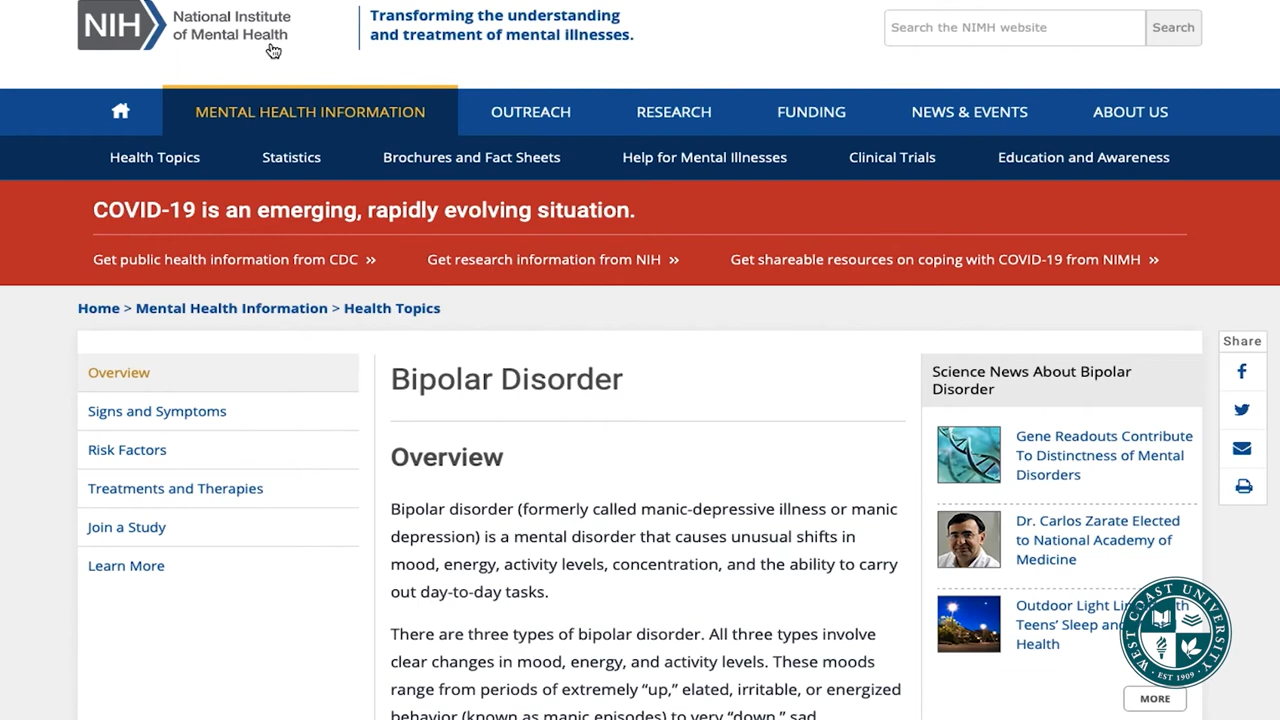 NIH
National Institute
of Mental Health
Transforming the understanding
and treatment of mental illnesses.
Search the NIMH website
Search
MENTAL HEALTH INFORMATION
OUTREACH
RESEARCH
FUNDING
NEWS & EVENTS
ABOUT US
Health Topics
Statistics
Brochures and Fact Sheets
Help for Mental Illnesses
Clinical Trials
Education and Awareness
COVID-19 is an emerging, rapidly evolving situation.
Get public health information from CDC »
Get research information from NIH »
Get shareable resources on coping with COVID-19 from NIMH »
Home > Mental Health Information > Health Topics
Overview
Signs and Symptoms
Risk Factors
Treatments and Therapies
Join a Study
Learn More
Bipolar Disorder
Overview
Bipolar disorder (formerly called manic-depressive illness or manic
depression) is a mental disorder that causes unusual shifts in
mood, energy, activity levels, concentration, and the ability to carry
out day-to-day tasks.
There are three types of bipolar disorder. All three types involve
clear changes in mood, energy, and activity levels. These moods
range from periods of extremely “up,” elated, irritable, or energized
behavior (known as manic episodes) to very “down,” sad,
Science News About Bipolar
Disorder
Gene Readouts Contribute
To Distinctness of Mental
Disorders
Dr. Carlos Zarate Elected
to National Academy of
Medicine
Outdoor Light
Teens’ Sleep
Health
MORE
Share
WEST COAST UNIVERSITY
EST 1909